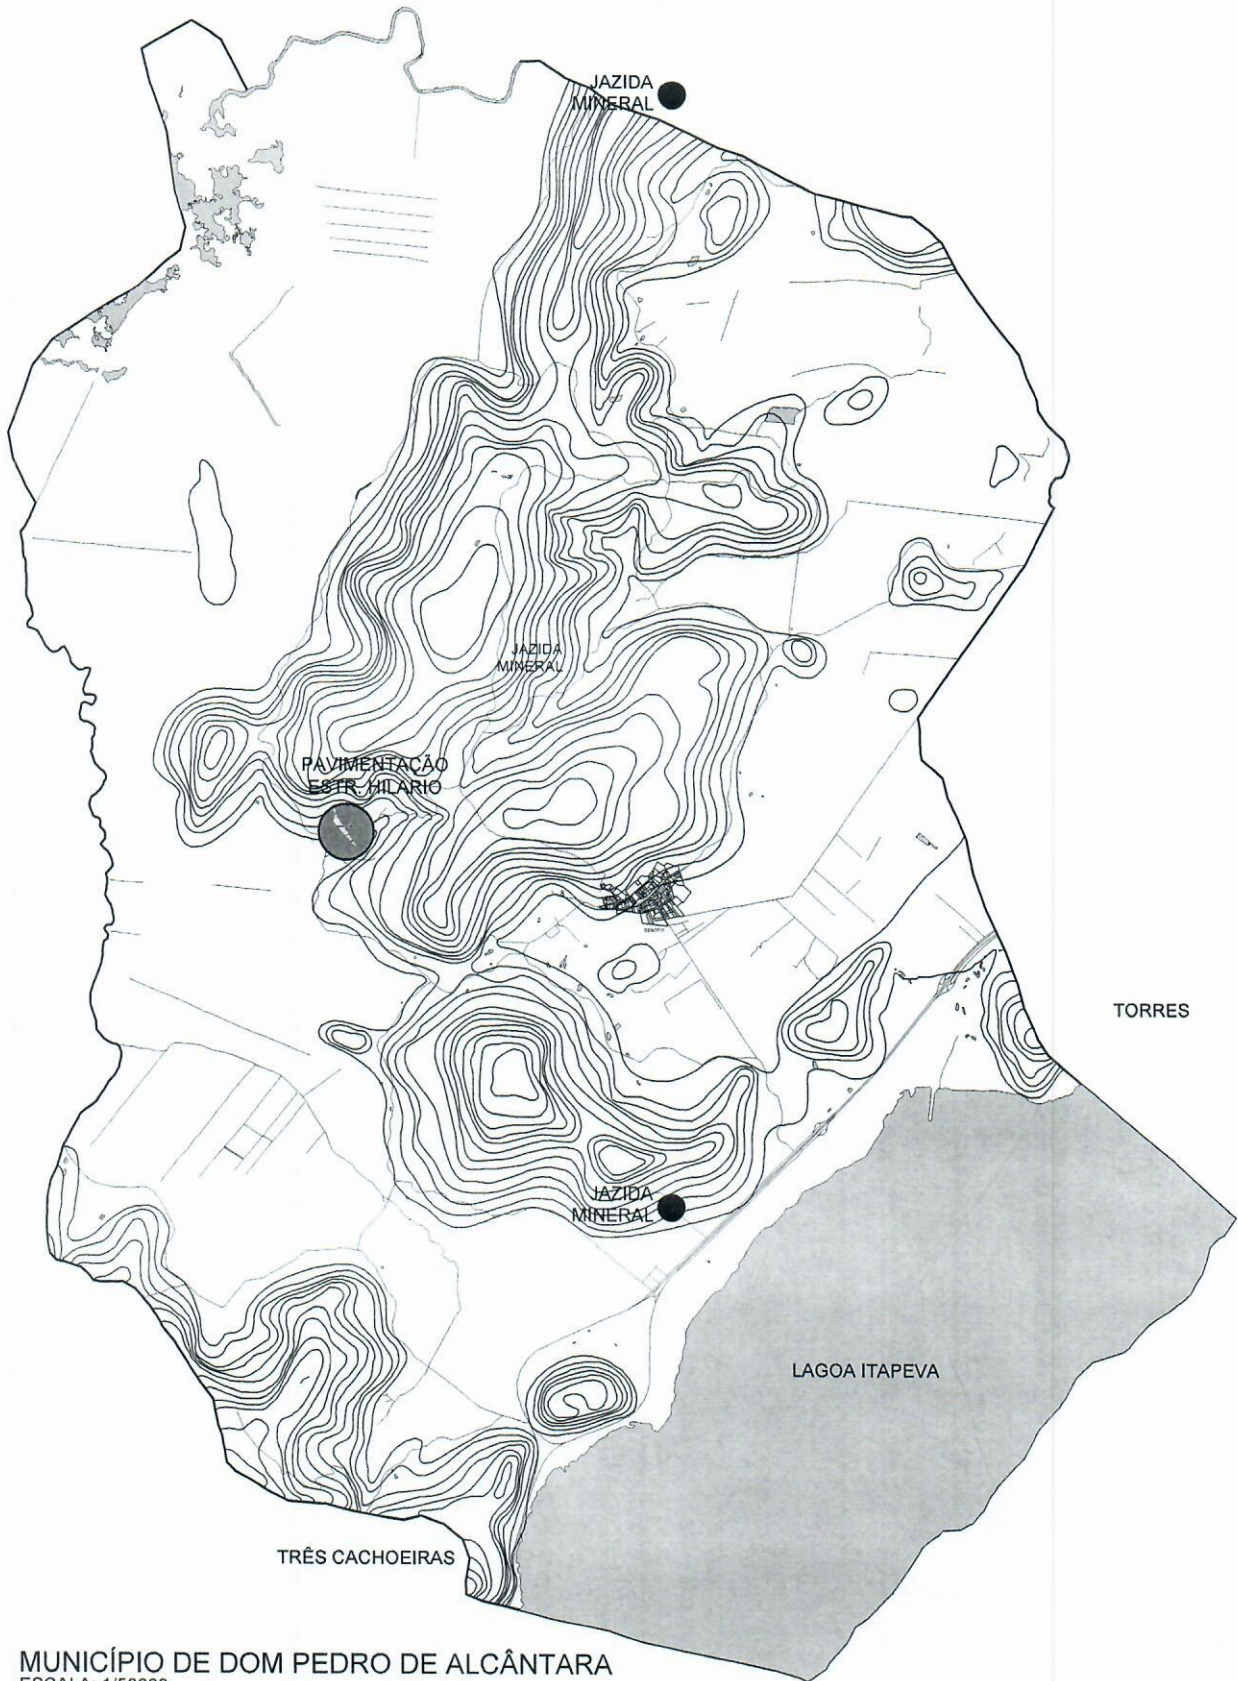 JAZIDA
MINERAL
JAZIDA
MINERAL
PAVIMENTAÇÃO
ESTR. HILARIO
CENTRO
TORRES
JAZIDA
MINERAL
LAGOA ITAPEVA
TRÊS CACHOEIRAS
MUNICÍPIO DE DOM PEDRO DE ALCÂNTARA